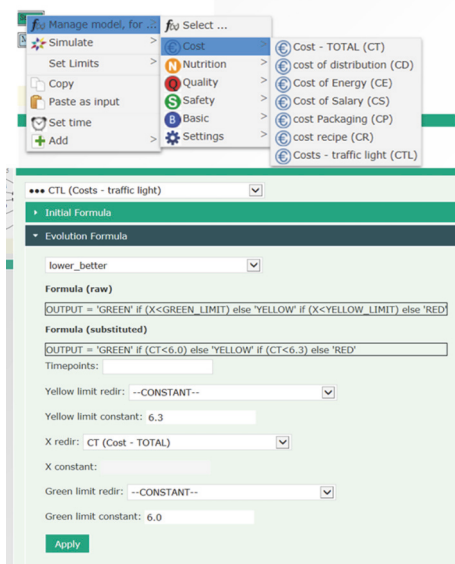 Manage model, for ...
Simulate >
Set Limits >
Copy
Paste as input
Set time
Add >
Select ...
Cost >
Nutrition >
Quality >
Safety >
Basic >
Settings >
Cost - TOTAL (CT)
cost of distribution (CD)
Cost of Energy (CE)
Cost of Salary (CS)
cost Packaging (CP)
cost recipe (CR)
Costs - traffic light (CTL)
••• CTL (Costs - traffic light)
Initial Formula
Evolution Formula
lower_better
Formula (raw)
OUTPUT = 'GREEN' if (X<GREEN_LIMIT) else 'YELLOW' if (X<YELLOW_LIMIT) else 'RED'
Formula (substituted)
OUTPUT = 'GREEN' if (CT<6.0) else 'YELLOW' if (CT<6.3) else 'RED'
Timepoints:
Yellow limit redir: --CONSTANT--
Yellow limit constant: 6.3
X redir: CT (Cost - TOTAL)
X constant:
Green limit redir: --CONSTANT--
Green limit constant: 6.0
Apply